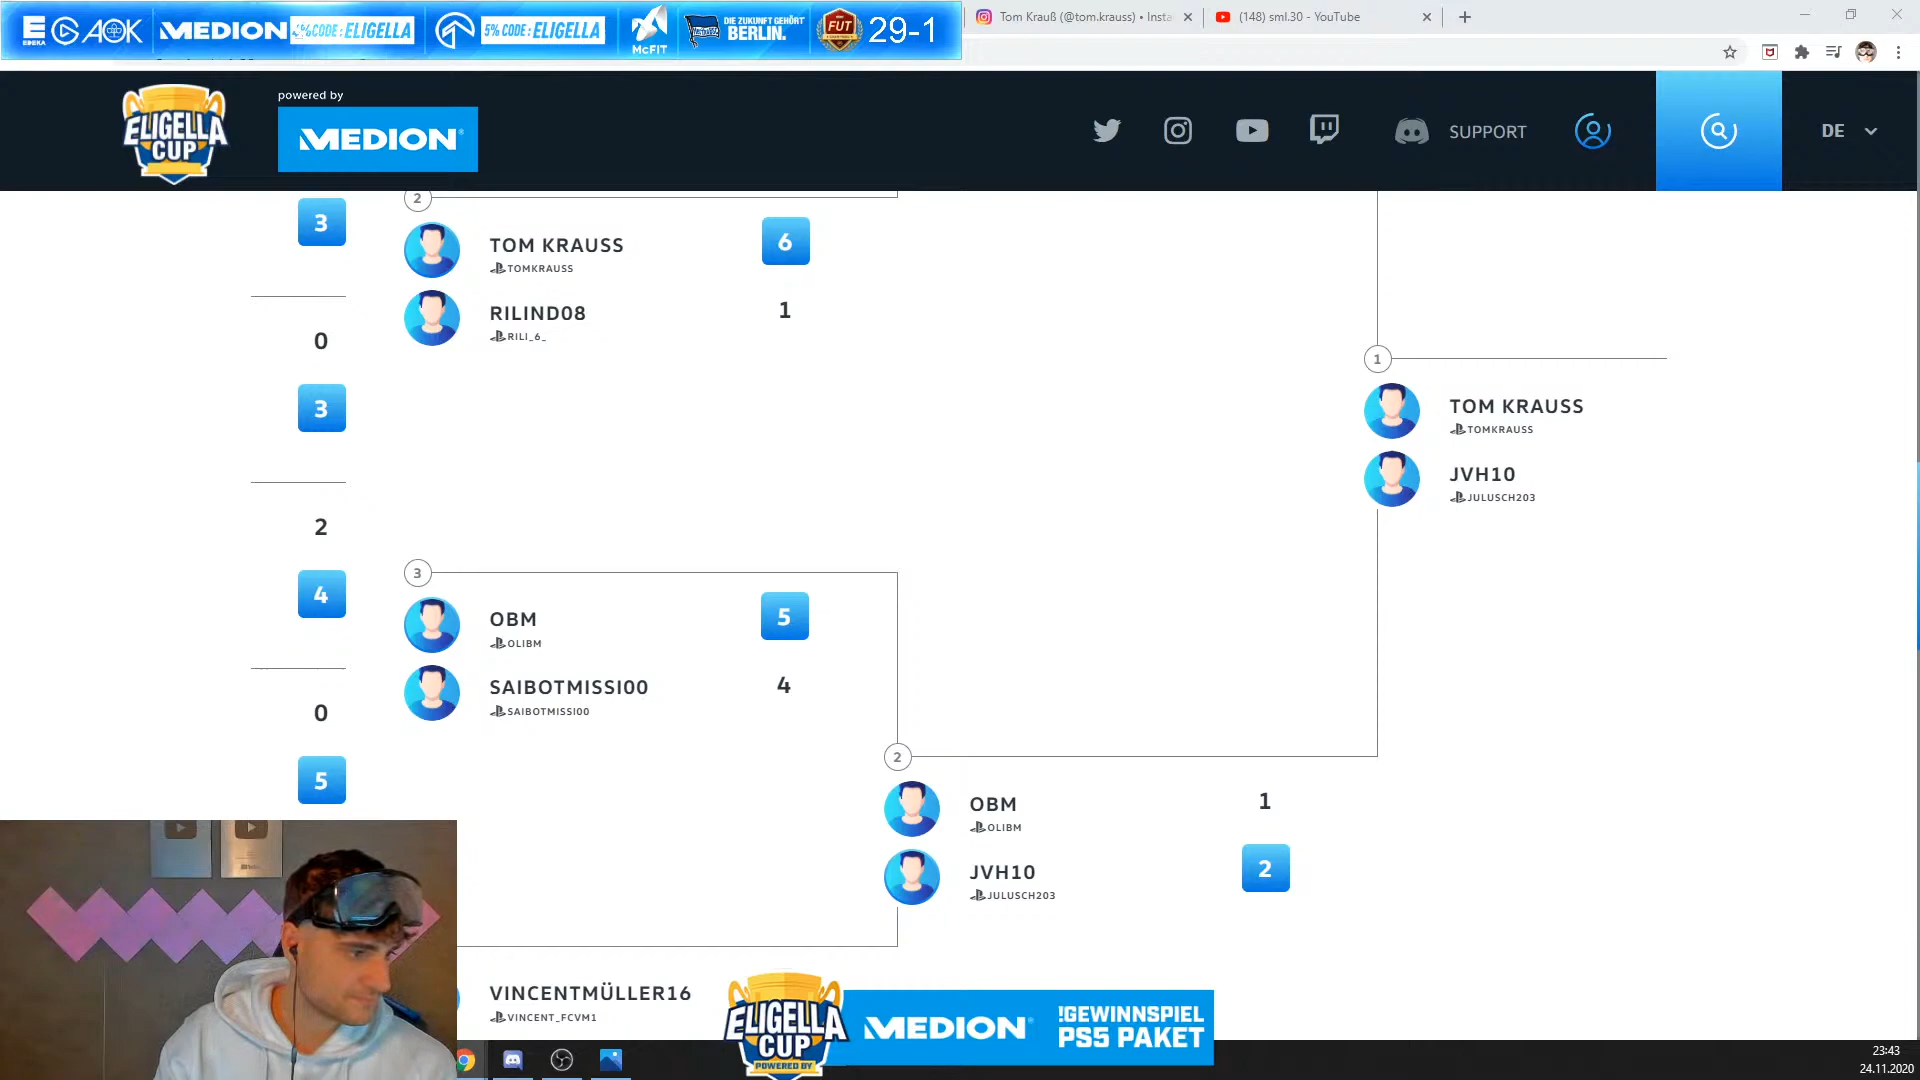 EDEKA
AOK
MEDION
%CODE: ELIGELLA
5% CODE: ELIGELLA
McFIT
DIE ZUKUNFT GEHÖRT
BERLIN.
FUT
29-1
Tom Krauß (@tom.krauss) • Insta
(148) sml.30 - YouTube
ELIGELLA
CUP
powered by
MEDION
SUPPORT
DE
3
2
TOM KRAUSS
TOMKRAUSS
6
RILIND08
RILI_6_
1
0
3
1
TOM KRAUSS
TOMKRAUSS
JVH10
JULUSCH203
2
4
3
OBM
OLIBM
5
SAIBOTMISSI00
SAIBOTMISSI00
4
0
5
2
OBM
OLIBM
1
JVH10
JULUSCH203
2
VINCENTMÜLLER16
VINCENT_FCVM1
ELIGELLA
CUP
POWERED BY
MEDION
!GEWINNSPIEL
PS5 PAKET
23:43
24.11.2020